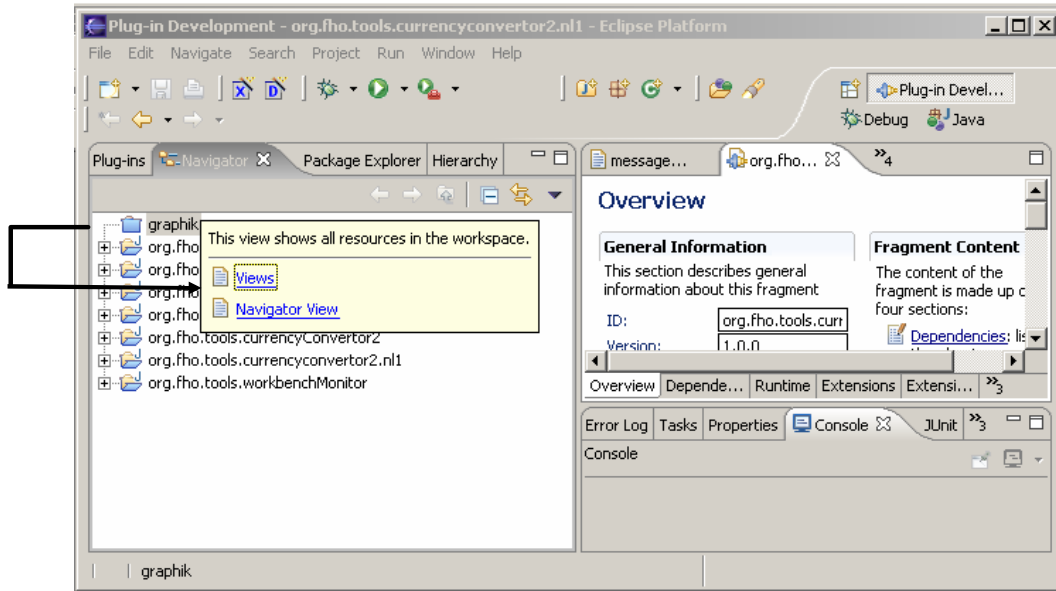 Plug-in Development - org.fho.tools.currencyconvertor2.nl1 - Eclipse Platform
File Edit Navigate Search Project Run Window Help
Plug-in Devel...
Debug Java
Plug-ins Navigator Package Explorer Hierarchy
graphik
org.fho
org.fho
org.fho
org.fho
org.fho.tools.currencyConvertor2
org.fho.tools.currencyconvertor2.nl1
org.fho.tools.workbenchMonitor
This view shows all resources in the workspace.
Views
Navigator View
message... org.fho... »4
Overview
General Information
This section describes general
information about this fragment
ID: org.fho.tools.curr
Version: 1.0.0
Fragment Content
The content of the
fragment is made up o
four sections:
Dependencies: lis
Overview Depende... Runtime Extensions Extensi... »3
Error Log Tasks Properties Console JUnit »3
Console
graphik